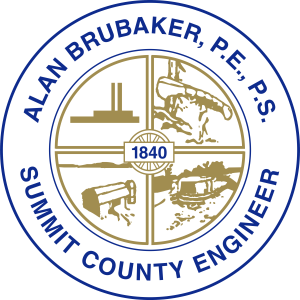 ALAN BRUBAKER, P.E., P.S.
1840
SUMMIT COUNTY ENGINEER